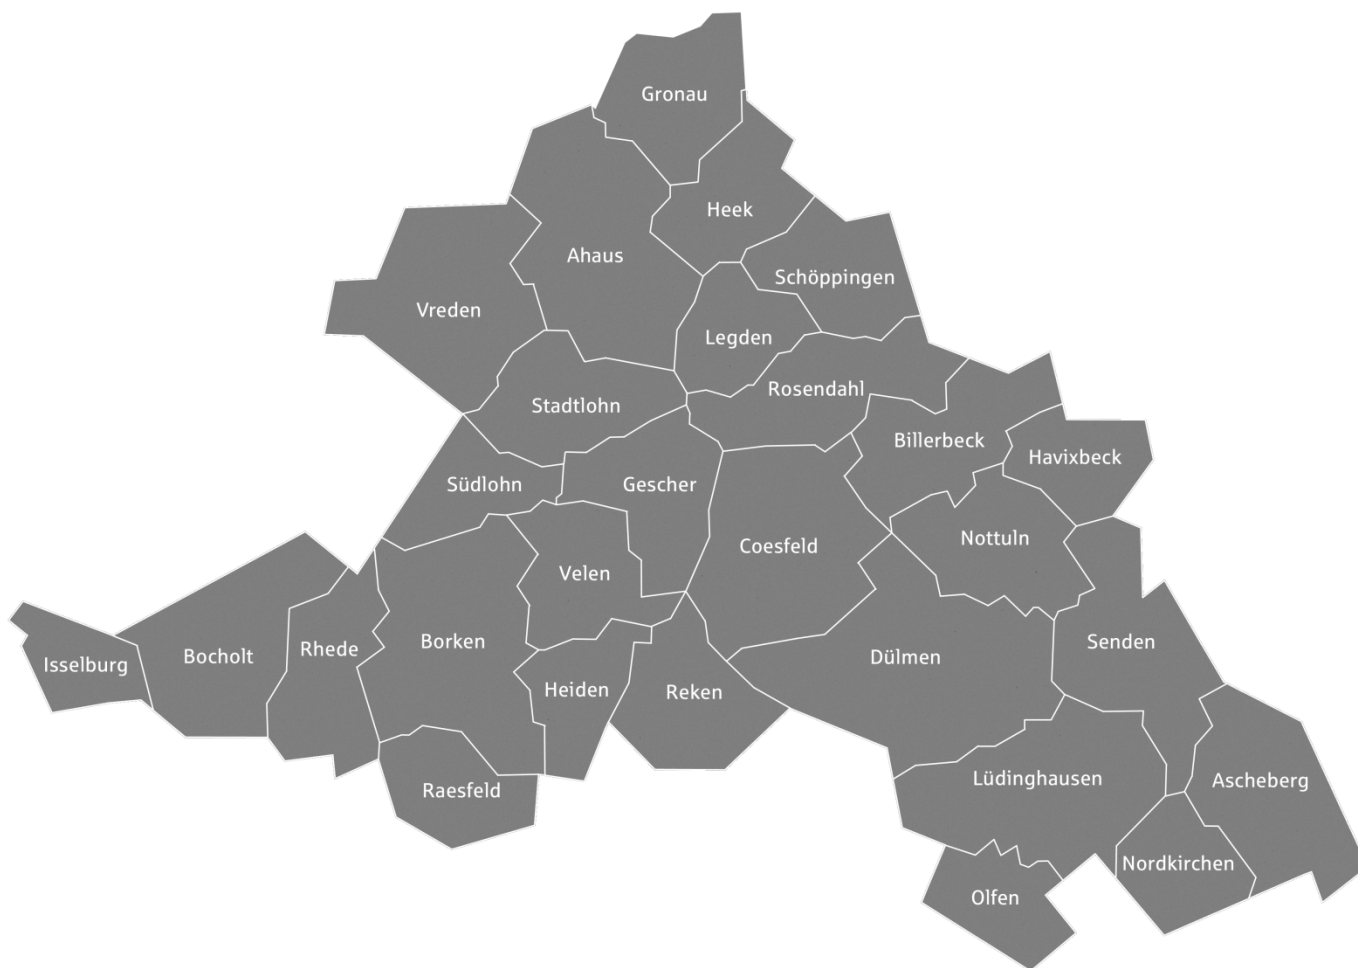 Gronau
Heek
Ahaus
Schöppingen
Vreden
Legden
Rosendahl
Stadtlohn
Billerbeck
Havixbeck
Südlohn
Gescher
Nottuln
Coesfeld
Velen
Senden
Borken
Rhede
Bocholt
Dülmen
Isselburg
Heiden
Reken
Lüdinghausen
Ascheberg
Raesfeld
Nordkirchen
Olfen